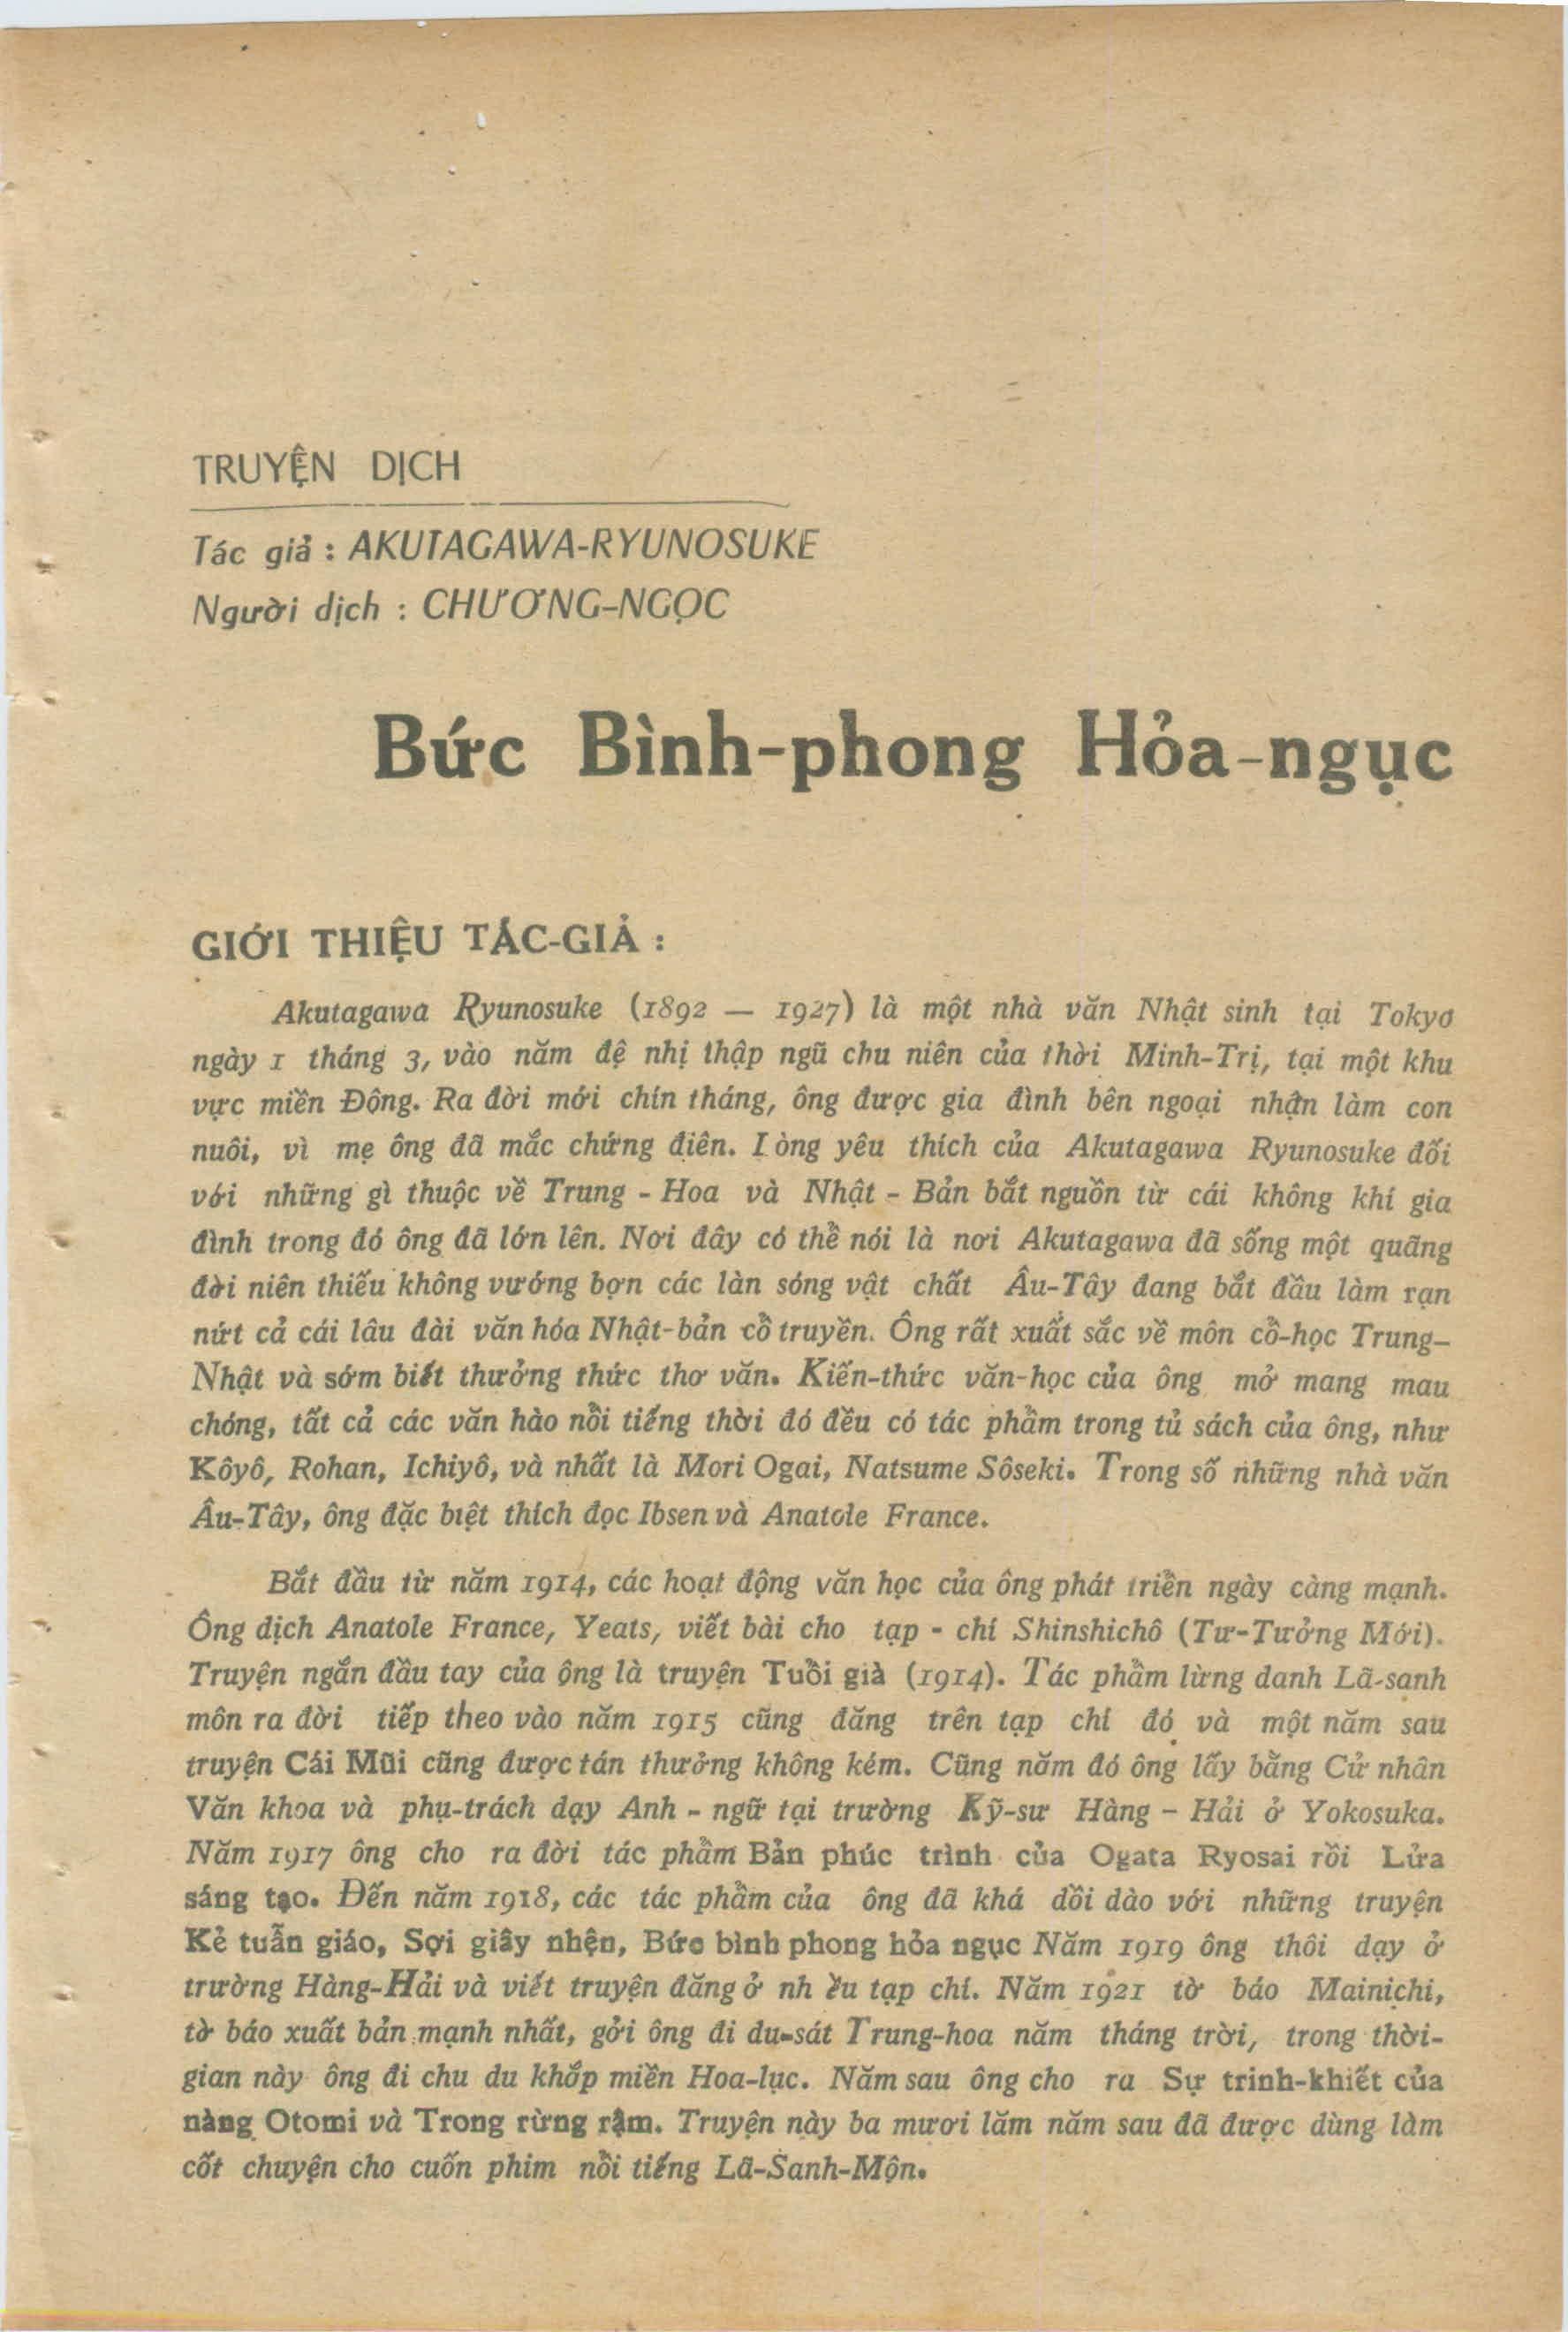 TRUYỆN DỊCH
Tác giả : AKUTAGAWA-RYUNOSUKE
Người dịch : CHƯƠNG-NGỌC
Bức Bình-phong Hỏa-ngục
GIỚI THIỆU TÁC-GIẢ :
Akutagawa Ryunosuke (1892 — 1927) là một nhà văn Nhật sinh tại Tokyo
ngày 1 tháng 3, vào năm đệ nhị thập ngũ chu niên của thời Minh-Trị, tại một khu
vực miền Đông. Ra đời mới chín tháng, ông được gia đình bên ngoại nhận làm con
nuôi, vì mẹ ông đã mắc chứng điên. Lòng yêu thích của Akutagawa Ryunosuke đối
với những gì thuộc về Trung - Hoa và Nhật - Bản bắt nguồn từ cái không khí gia
đình trong đó ông đã lớn lên. Nơi đây có thể nói là nơi Akutagawa đã sống một quãng
đời niên thiếu không vướng bợn các làn sóng vật chất Âu-Tây đang bắt đầu làm rạn
nứt cả cái lâu đài văn hóa Nhật-bản cổ truyền. Ông rất xuất sắc về môn cổ-học Trung-
Nhật và sớm biết thưởng thức thơ văn. Kiến-thức văn-học của ông mở mang mau
chóng, tất cả các văn hào nổi tiếng thời đó đều có tác phẩm trong tủ sách của ông, như
Kôyô, Rohan, Ichiyô, và nhất là Mori Ogai, Natsume Sôseki. Trong số những nhà văn
Âu-Tây, ông đặc biệt thích đọc Ibsen và Anatole France.
Bắt đầu từ năm 1914, các hoạt động văn học của ông phát triển ngày càng mạnh.
Ông dịch Anatole France, Yeats, viết bài cho tạp - chí Shinshichô (Tư-Tưởng Mới).
Truyện ngắn đầu tay của ông là truyện Tuổi già (1914). Tác phẩm lừng danh Lã-sanh
môn ra đời tiếp theo vào năm 1915 cũng đăng trên tạp chí đó và một năm sau
truyện Cái Mũi cũng được tán thưởng không kém. Cũng năm đó ông lấy bằng Cử nhân
Văn khoa và phụ-trách dạy Anh - ngữ tại trường Kỹ-sư Hàng - Hải ở Yokosuka.
Năm 1917 ông cho ra đời tác phẩm Bản phúc trình của Ogata Ryosai rồi Lửa
sáng tạo. Đến năm 1918, các tác phẩm của ông đã khá dồi dào với những truyện
Kẻ tuẫn giáo, Sợi giây nhện, Bức bình phong hỏa ngục Năm 1919 ông thôi dạy ở
trường Hàng-Hải và viết truyện đăng ở nh ều tạp chí. Năm 1921 tờ báo Mainichi,
tờ báo xuất bản mạnh nhất, gởi ông đi du-sát Trung-hoa năm tháng trời, trong thời-
gian này ông đi chu du khắp miền Hoa-lục. Năm sau ông cho ra Sự trinh-khiết của
nàng Otomi và Trong rừng rậm. Truyện này ba mươi lăm năm sau đã được dùng làm
cốt chuyện cho cuốn phim nổi tiếng Lã-Sanh-Môn.